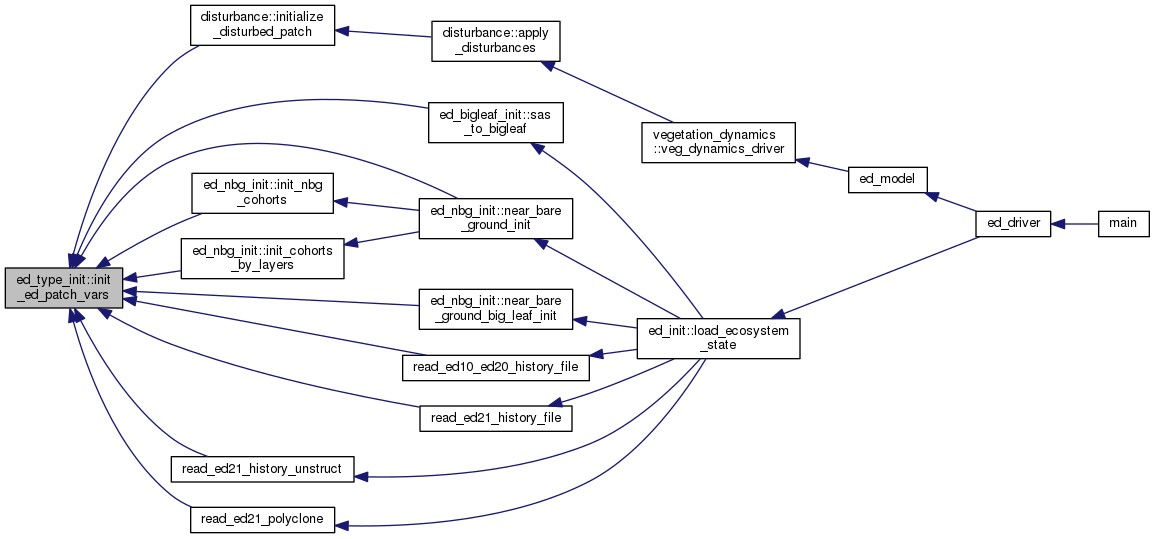 disturbance::initialize
_disturbed_patch
disturbance::apply
_disturbances
ed_bigleaf_init::sas
_to_bigleaf
vegetation_dynamics
::veg_dynamics_driver
ed_nbg_init::init_nbg
_cohorts
ed_model
ed_nbg_init::near_bare
_ground_init
ed_driver
main
ed_nbg_init::init_cohorts
_by_layers
ed_type_init::init
_ed_patch_vars
ed_nbg_init::near_bare
_ground_big_leaf_init
ed_init::load_ecosystem
_state
read_ed10_ed20_history_file
read_ed21_history_file
read_ed21_history_unstruct
read_ed21_polyclone